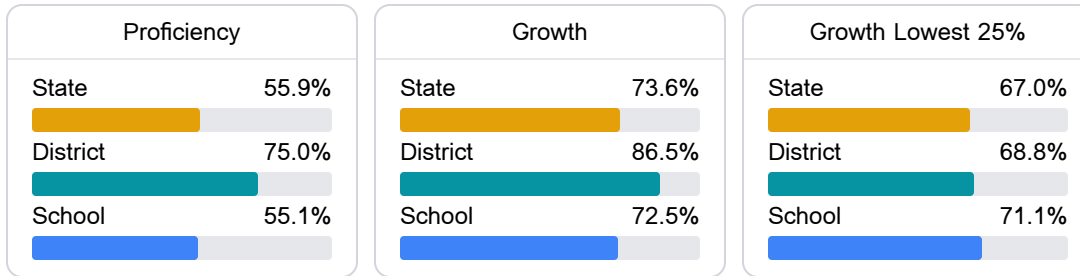 Proficiency
State 55.9%
District 75.0%
School 55.1%
Growth
State 73.6%
District 86.5%
School 72.5%
Growth Lowest 25%
State 67.0%
District 68.8%
School 71.1%